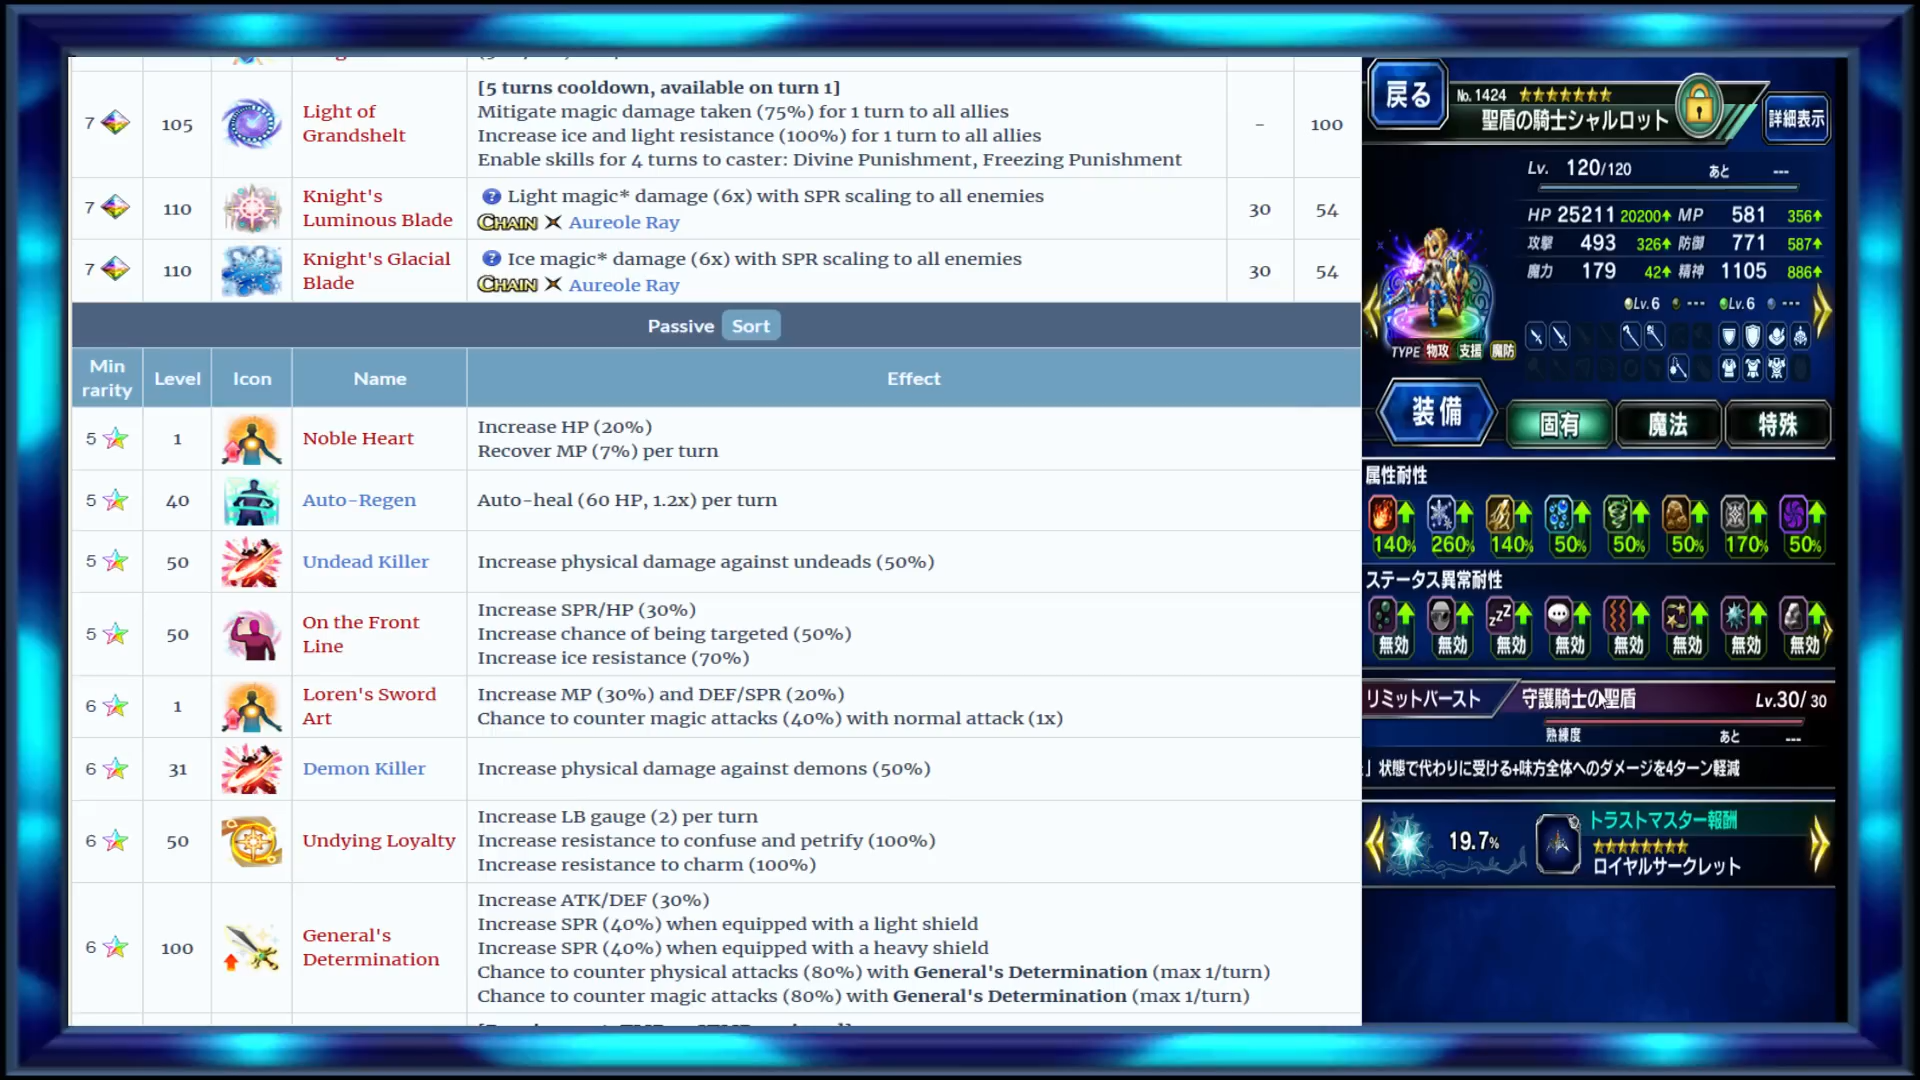 7
105
Light of
Grandshelt
[5 turns cooldown, available on turn 1]
Mitigate magic damage taken (75%) for 1 turn to all allies
Increase ice and light resistance (100%) for 1 turn to all allies
Enable skills for 4 turns to caster: Divine Punishment, Freezing Punishment
-
100
7
110
Knight's
Luminous Blade
Light magic* damage (6x) with SPR scaling to all enemies
CHAIN Aureole Ray
30
54
7
110
Knight's Glacial
Blade
Ice magic* damage (6x) with SPR scaling to all enemies
CHAIN Aureole Ray
30
54
Passive Sort
Min
rarity
Level
Icon
Name
Effect
5
1
Noble Heart
Increase HP (20%)
Recover MP (7%) per turn
5
40
Auto-Regen
Auto-heal (60 HP, 1.2x) per turn
5
50
Undead Killer
Increase physical damage against undeads (50%)
5
50
On the Front
Line
Increase SPR/HP (30%)
Increase chance of being targeted (50%)
Increase ice resistance (70%)
6
1
Loren's Sword
Art
Increase MP (30%) and DEF/SPR (20%)
Chance to counter magic attacks (40%) with normal attack (1x)
6
31
Demon Killer
Increase physical damage against demons (50%)
6
50
Undying Loyalty
Increase LB gauge (2) per turn
Increase resistance to confuse and petrify (100%)
Increase resistance to charm (100%)
6
100
General's
Determination
Increase ATK/DEF (30%)
Increase SPR (40%) when equipped with a light shield
Increase SPR (40%) when equipped with a heavy shield
Chance to counter physical attacks (80%) with General's Determination (max 1/turn)
Chance to counter magic attacks (80%) with General's Determination (max 1/turn)
戻る
No. 1424 ★★★★★★★
聖盾の騎士シャルロット
詳細表示
Lv. 120/120 あと ---
HP 25211 20200↑ MP 581 356↑
攻撃 493 326↑ 防御 771 587↑
魔力 179 42↑ 精神 1105 886↑
Lv.6 --- Lv.6 ---
TYPE 物攻 支援 魔防
装備
固有
魔法
特殊
属性耐性
140% 260% 140% 50% 50% 50% 170% 50%
ステータス異常耐性
無効 無効 無効 無効 無効 無効 無効 無効
リミットバースト 守護騎士の聖盾 Lv.30/ 30
熟練度 あと ---
」状態で代わりに受ける+味方全体へのダメージを4ターン軽減
19.7%
トラストマスター報酬
★★★★★★★★
ロイヤルサークレット